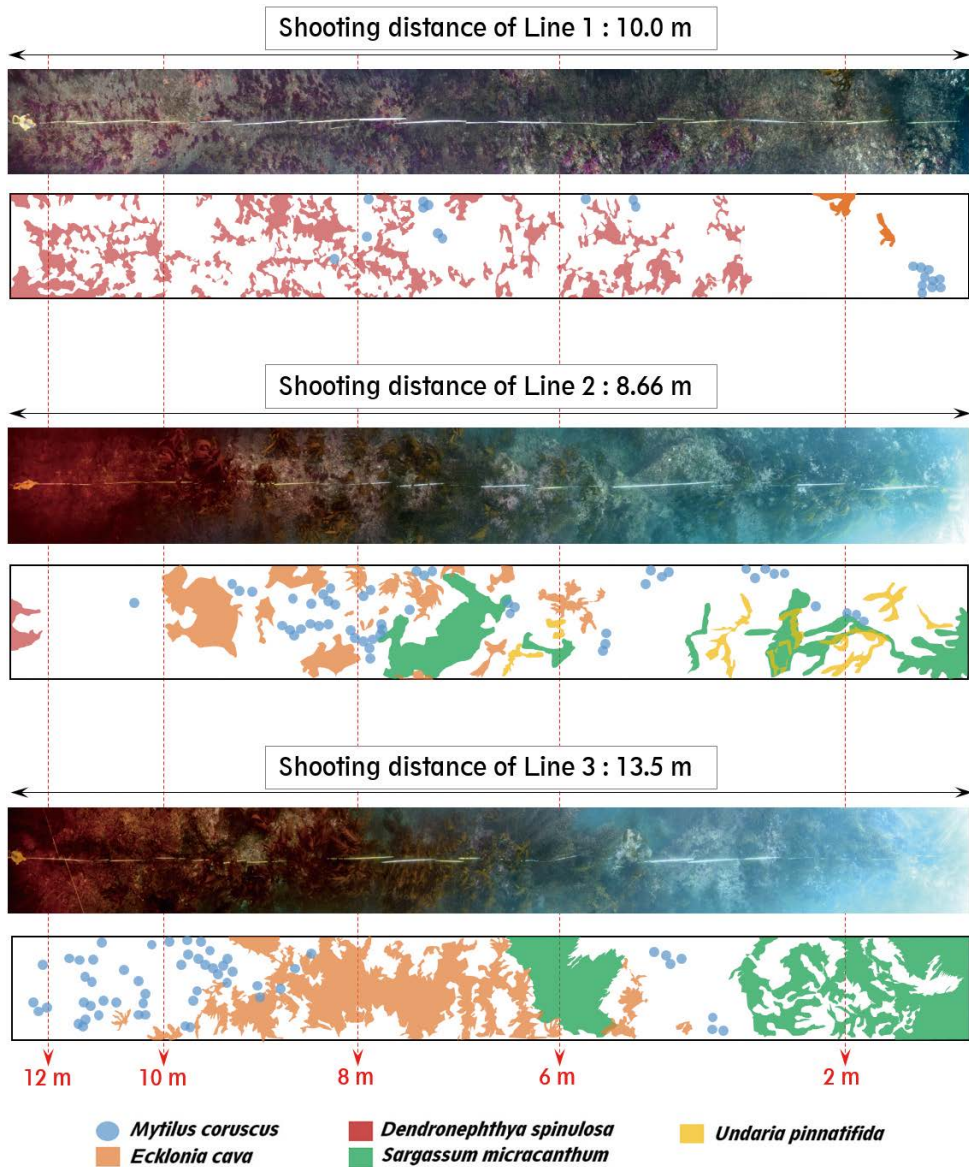 Shooting distance of Line 1 : 10.0 m
Shooting distance of Line 2 : 8.66 m
Shooting distance of Line 3 : 13.5 m
12 m 10 m 8 m 6 m 2 m
Mytilus coruscus Dendronephthya spinulosa Undaria pinnatifida
Ecklonia cava Sargassum micracanthum